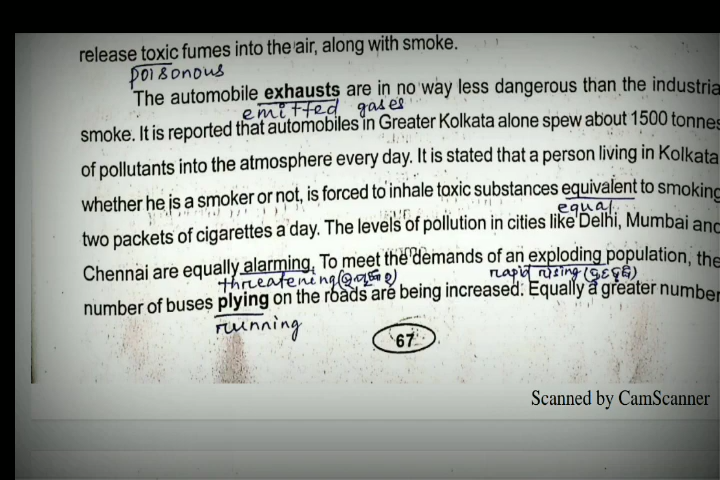 release toxic fumes into the air, along with smoke.
poisonous
The automobile exhausts are in no way less dangerous than the industria
emitted gases
smoke. It is reported that automobiles in Greater Kolkata alone spew about 1500 tonnes
of pollutants into the atmosphere every day. It is stated that a person living in Kolkata
whether he is a smoker or not, is forced to inhale toxic substances equivalent to smoking
equal
two packets of cigarettes a day. The levels of pollution in cities like Delhi, Mumbai and
Chennai are equally alarming. To meet the demands of an exploding population, the
threatening rapid rising
number of buses plying on the roads are being increased. Equally a greater number
running
67
Scanned by CamScanner